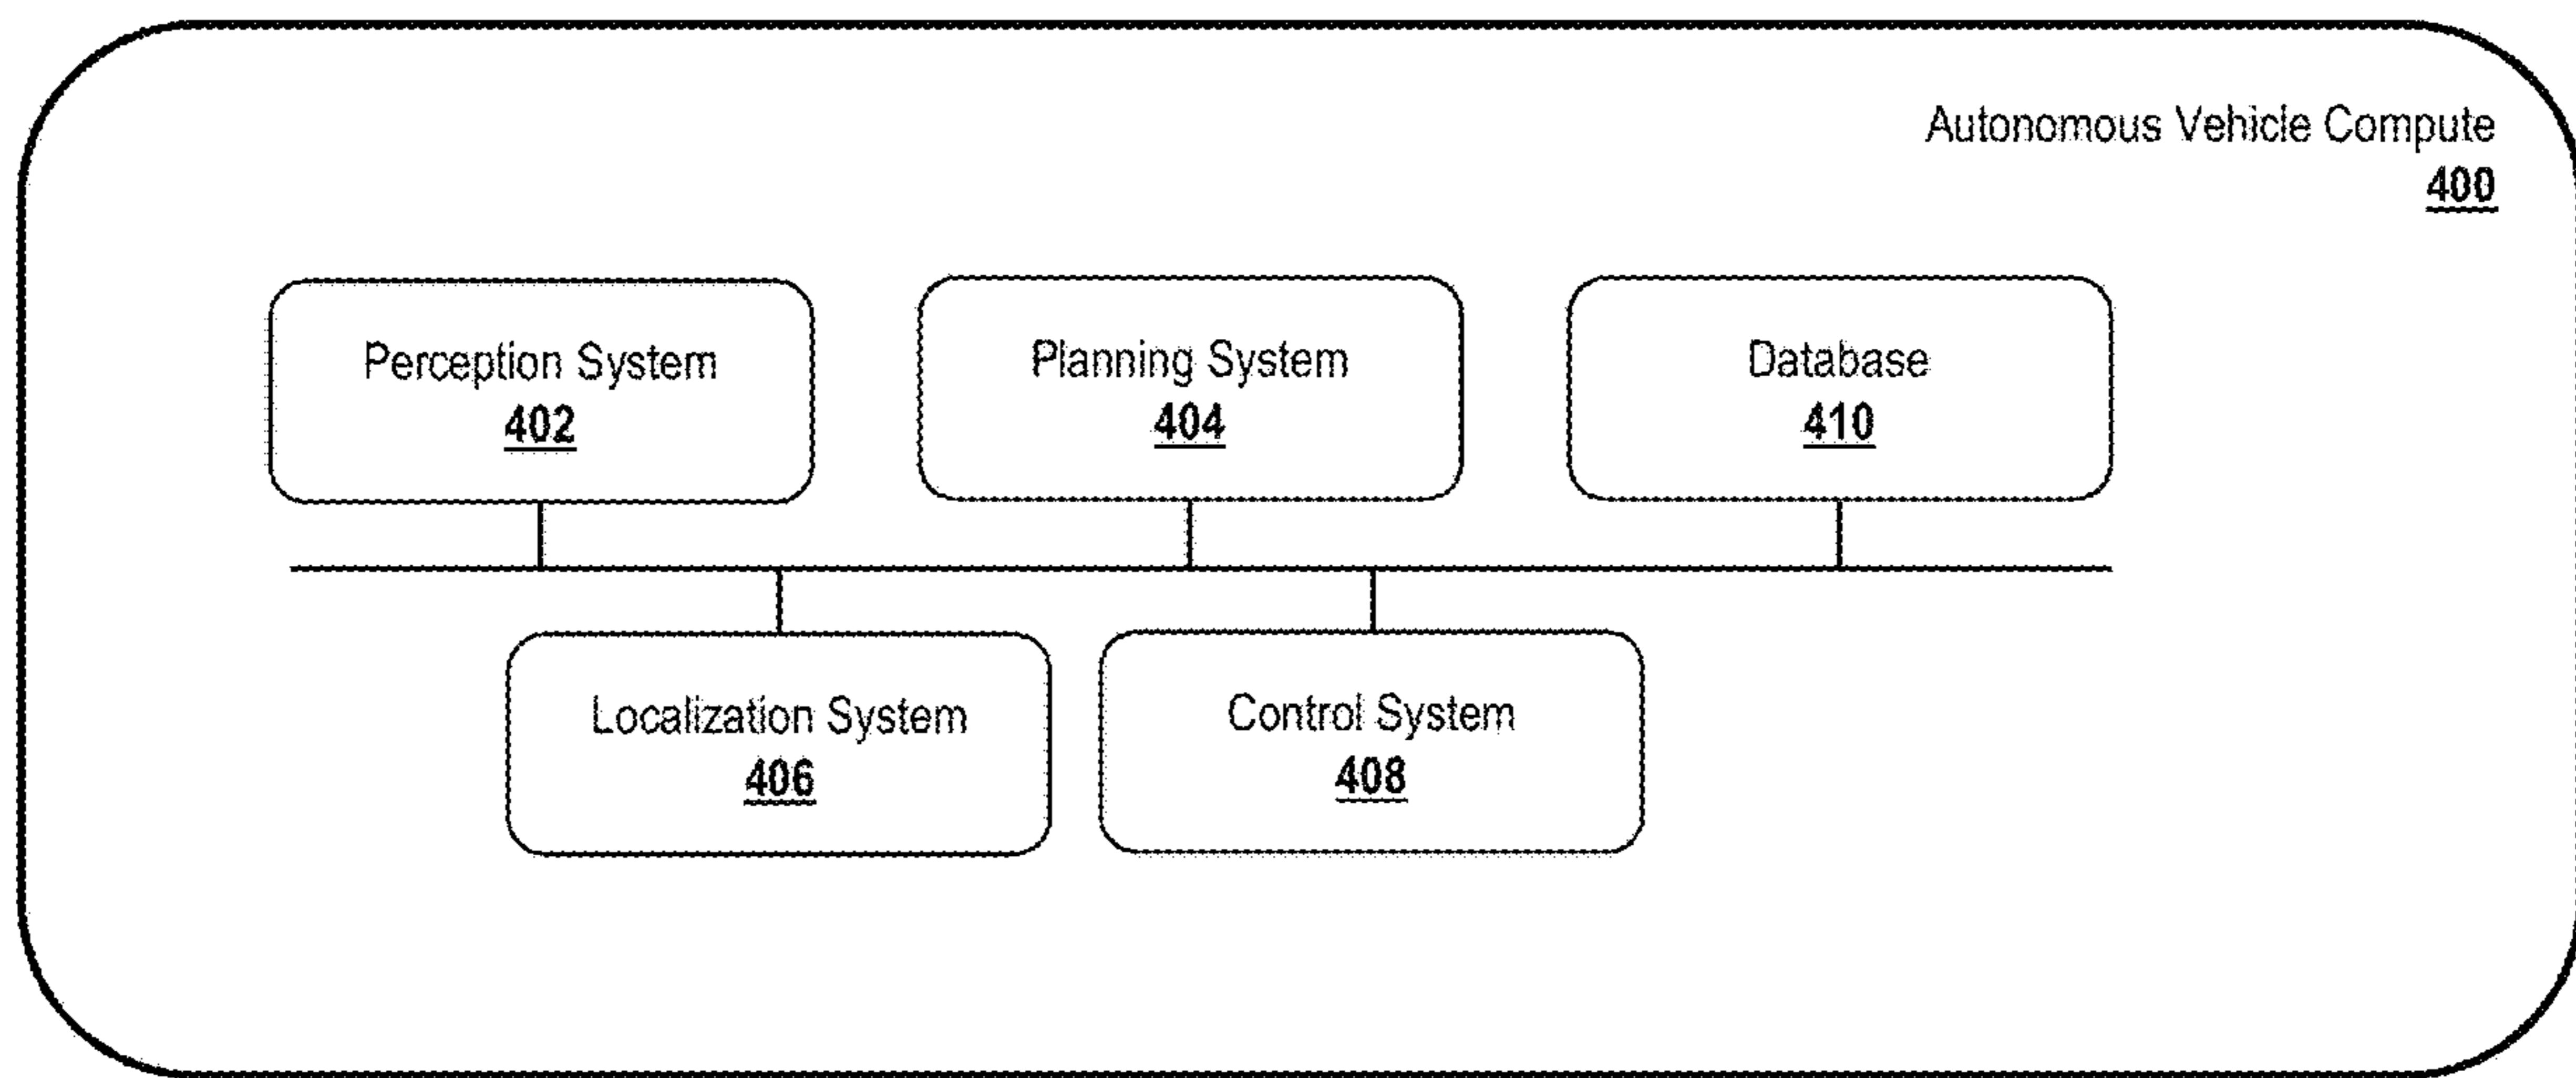 Autonomous Vehicle Compute
400
Perception System
402
Planning System
404
Database
410
Localization System
406
Control System
408